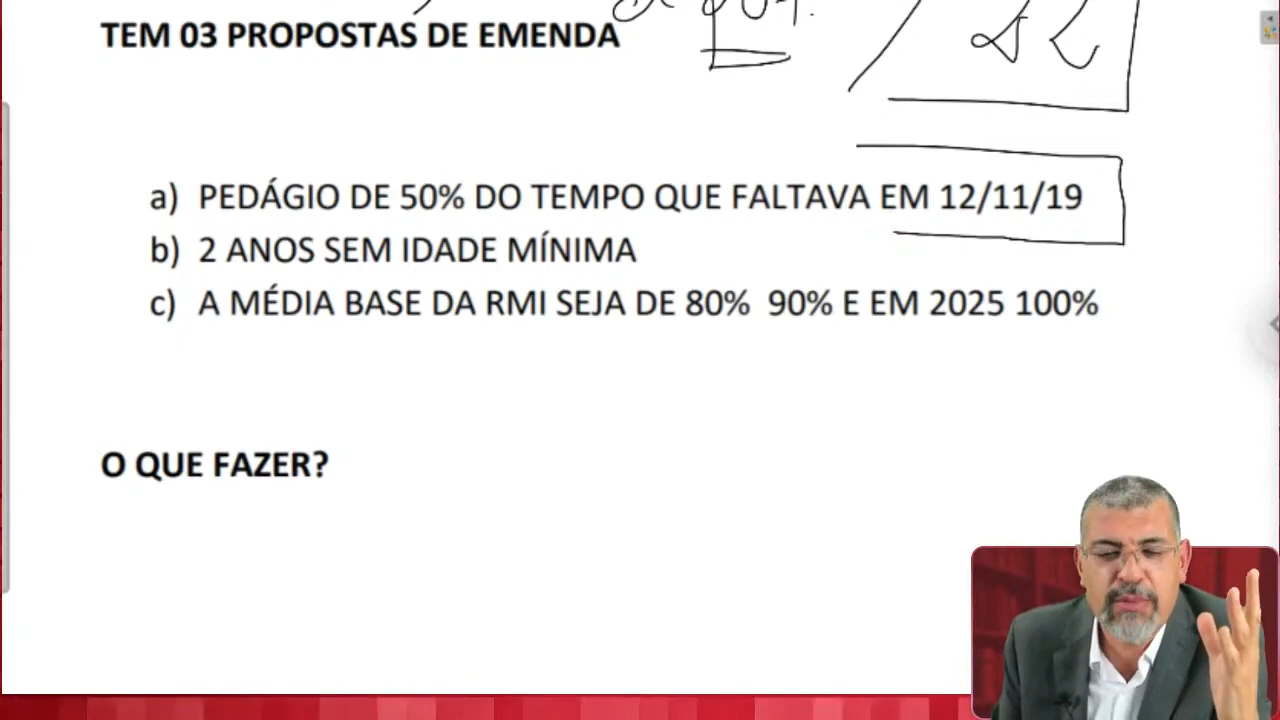 TEM 03 PROPOSTAS DE EMENDA
a) PEDÁGIO DE 50% DO TEMPO QUE FALTAVA EM 12/11/19
b) 2 ANOS SEM IDADE MÍNIMA
c) A MÉDIA BASE DA RMI SEJA DE 80% 90% E EM 2025 100%
O QUE FAZER?